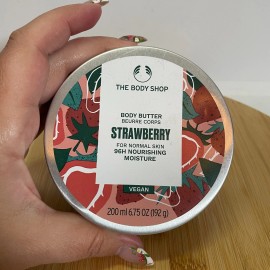 THE BODY SHOP
BODY BUTTER
BEURRE CORPS
STRAWBERRY
FOR NORMAL SKIN
96H NOURISHING
MOISTURE
VEGAN
200 ml 6.75 OZ (192 g)